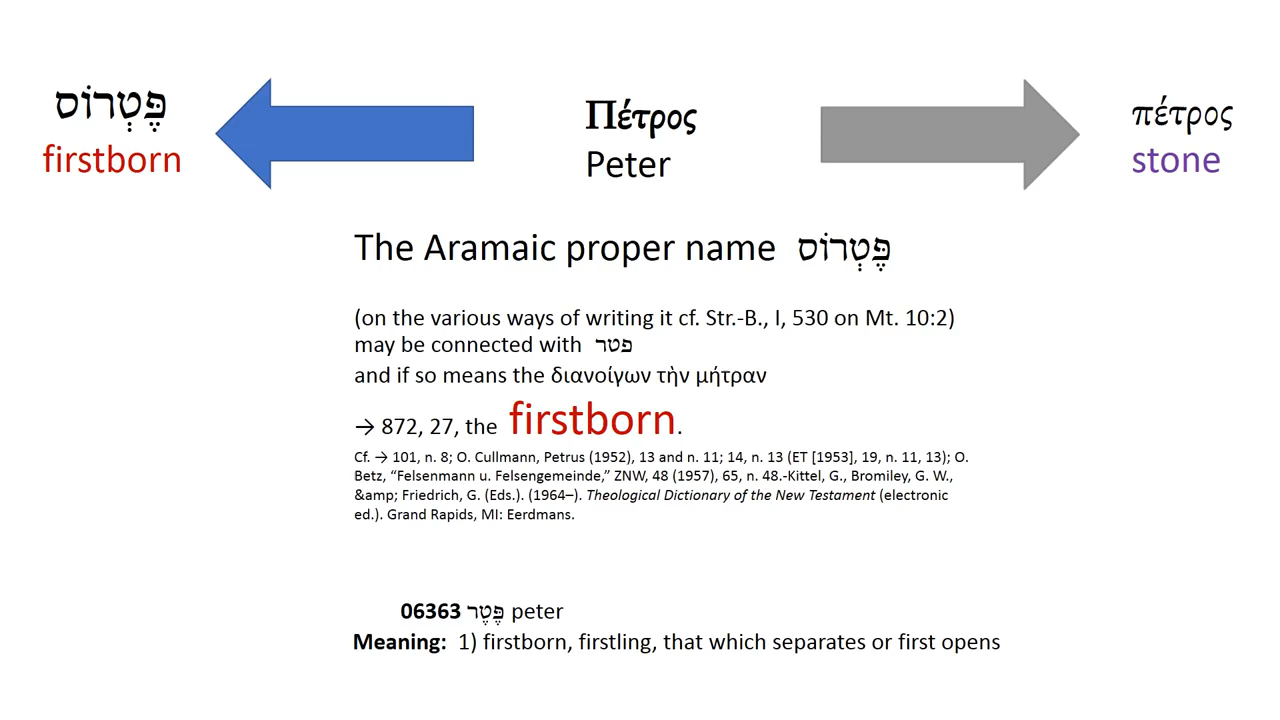 פֶּטְרוֹס
firstborn
Πέτρος
Peter
πέτρος
stone
The Aramaic proper name פֶּטְרוֹס
(on the various ways of writing it cf. Str.-B., I, 530 on Mt. 10:2)
may be connected with פטר
and if so means the διανοίγων τὴν μήτραν
→ 872, 27, the firstborn.
Cf. → 101, n. 8; O. Cullmann, Petrus (1952), 13 and n. 11; 14, n. 13 (ET [1953], 19, n. 11, 13); O.
Betz, “Felsenmann u. Felsengemeinde,” ZNW, 48 (1957), 65, n. 48.-Kittel, G., Bromiley, G. W.,
&amp; Friedrich, G. (Eds.). (1964–). Theological Dictionary of the New Testament (electronic
ed.). Grand Rapids, MI: Eerdmans.
06363 פֶּטֶר peter
Meaning: 1) firstborn, firstling, that which separates or first opens